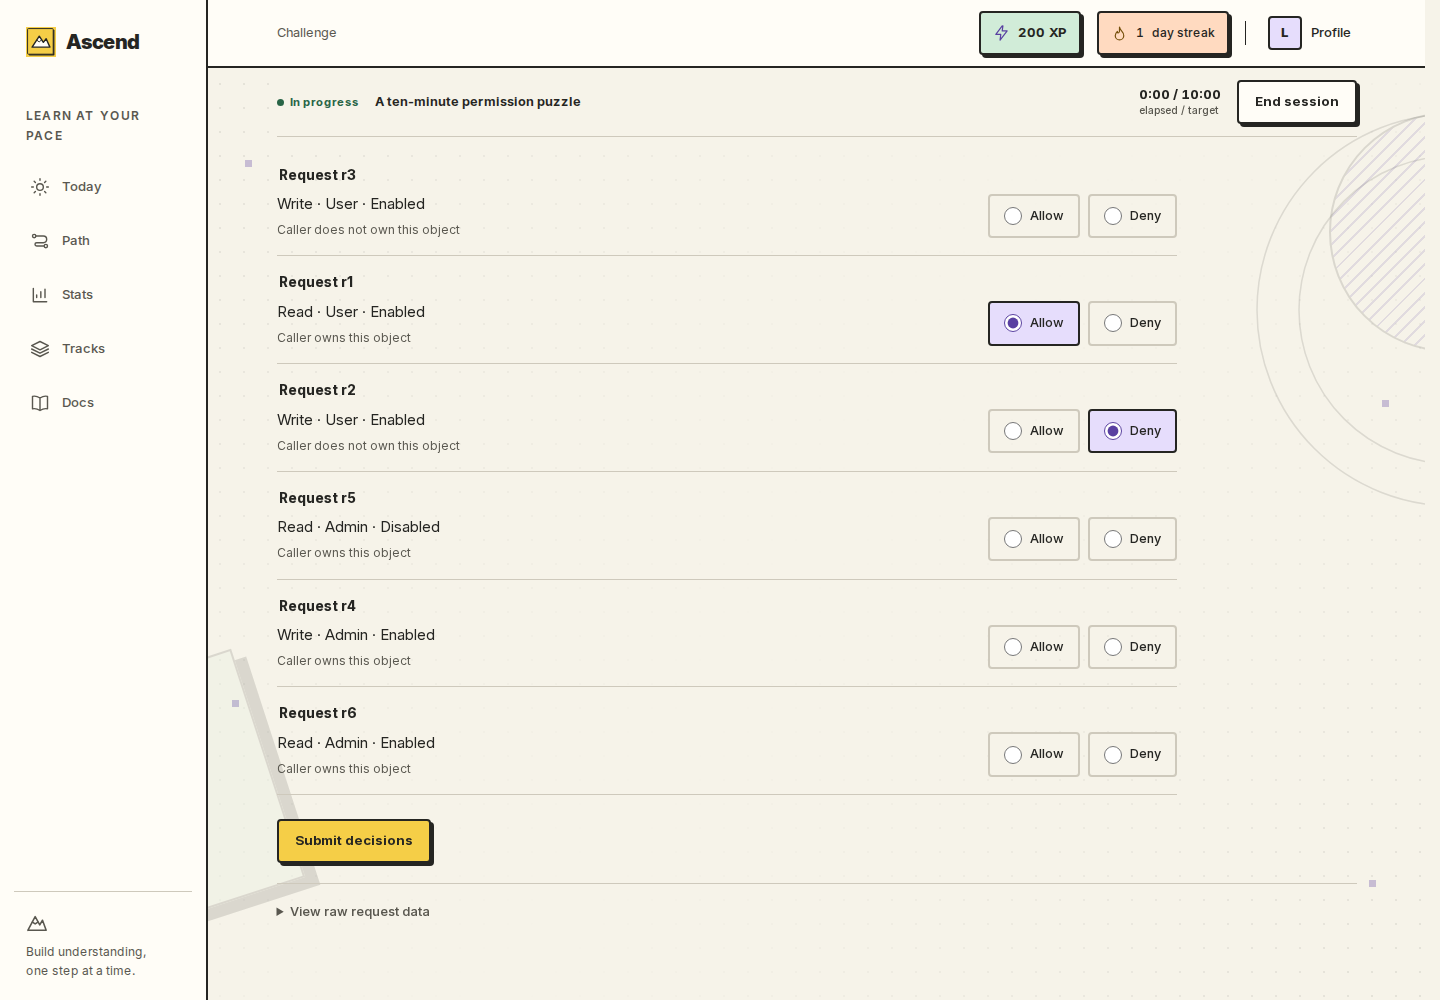 Ascend
LEARN AT YOUR
PACE
Today
Path
Stats
Tracks
Docs
Build understanding,
one step at a time.
Challenge
200 XP
1 day streak
L
Profile
In progress
A ten-minute permission puzzle
0:00 / 10:00
elapsed / target
End session
Request r3
Write · User · Enabled
Caller does not own this object
Allow
Deny
Request r1
Read · User · Enabled
Caller owns this object
Allow
Deny
Request r2
Write · User · Enabled
Caller does not own this object
Allow
Deny
Request r5
Read · Admin · Disabled
Caller owns this object
Allow
Deny
Request r4
Write · Admin · Enabled
Caller owns this object
Allow
Deny
Request r6
Read · Admin · Enabled
Caller owns this object
Allow
Deny
Submit decisions
View raw request data